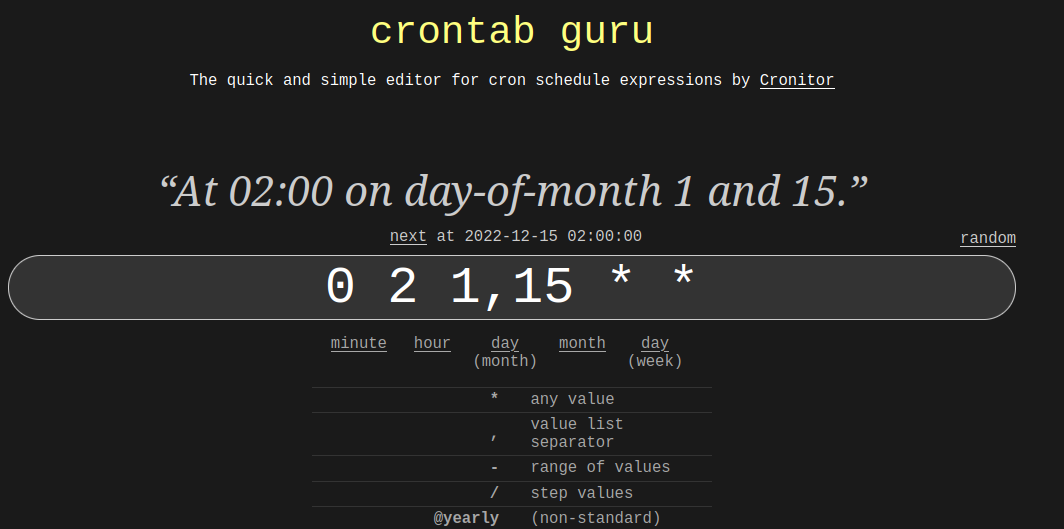 crontab guru
The quick and simple editor for cron schedule expressions by Cronitor
“At 02:00 on day-of-month 1 and 15.”
next at 2022-12-15 02:00:00
random
0 2 1,15 * *
minute hour day month day
(month) (week)
* any value
, value list
separator
- range of values
/ step values
@yearly (non-standard)